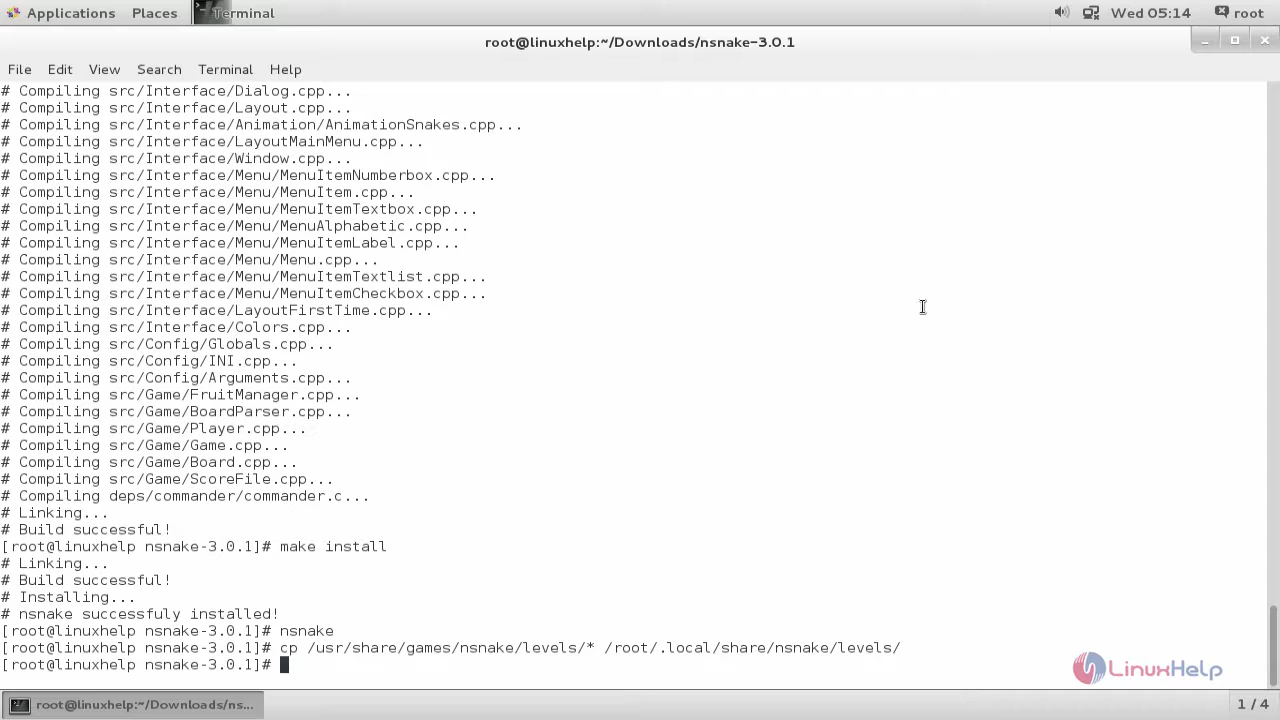 Applications Places Terminal Wed 05:14 root
root@linuxhelp:~/Downloads/nsnake-3.0.1
File Edit View Search Terminal Help
# Compiling src/Interface/Dialog.cpp...
# Compiling src/Interface/Layout.cpp...
# Compiling src/Interface/Animation/AnimationSnakes.cpp...
# Compiling src/Interface/LayoutMainMenu.cpp...
# Compiling src/Interface/Window.cpp...
# Compiling src/Interface/Menu/MenuItemNumberbox.cpp...
# Compiling src/Interface/Menu/MenuItem.cpp...
# Compiling src/Interface/Menu/MenuItemTextbox.cpp...
# Compiling src/Interface/Menu/MenuAlphabetic.cpp...
# Compiling src/Interface/Menu/MenuItemLabel.cpp...
# Compiling src/Interface/Menu/Menu.cpp...
# Compiling src/Interface/Menu/MenuItemTextlist.cpp...
# Compiling src/Interface/Menu/MenuItemCheckbox.cpp...
# Compiling src/Interface/LayoutFirstTime.cpp...
# Compiling src/Interface/Colors.cpp...
# Compiling src/Config/Globals.cpp...
# Compiling src/Config/INI.cpp...
# Compiling src/Config/Arguments.cpp...
# Compiling src/Game/FruitManager.cpp...
# Compiling src/Game/BoardParser.cpp...
# Compiling src/Game/Player.cpp...
# Compiling src/Game/Game.cpp...
# Compiling src/Game/Board.cpp...
# Compiling src/Game/ScoreFile.cpp...
# Compiling deps/commander/commander.c...
# Linking...
# Build successful!
[root@linuxhelp nsnake-3.0.1]# make install
# Linking...
# Build successful!
# Installing...
# nsnake successfuly installed!
[root@linuxhelp nsnake-3.0.1]# nsnake
[root@linuxhelp nsnake-3.0.1]# cp /usr/share/games/nsnake/levels/* /root/.local/share/nsnake/levels/
[root@linuxhelp nsnake-3.0.1]#
LinuxHelp
root@linuxhelp:~/Downloads/ns... 1 / 4